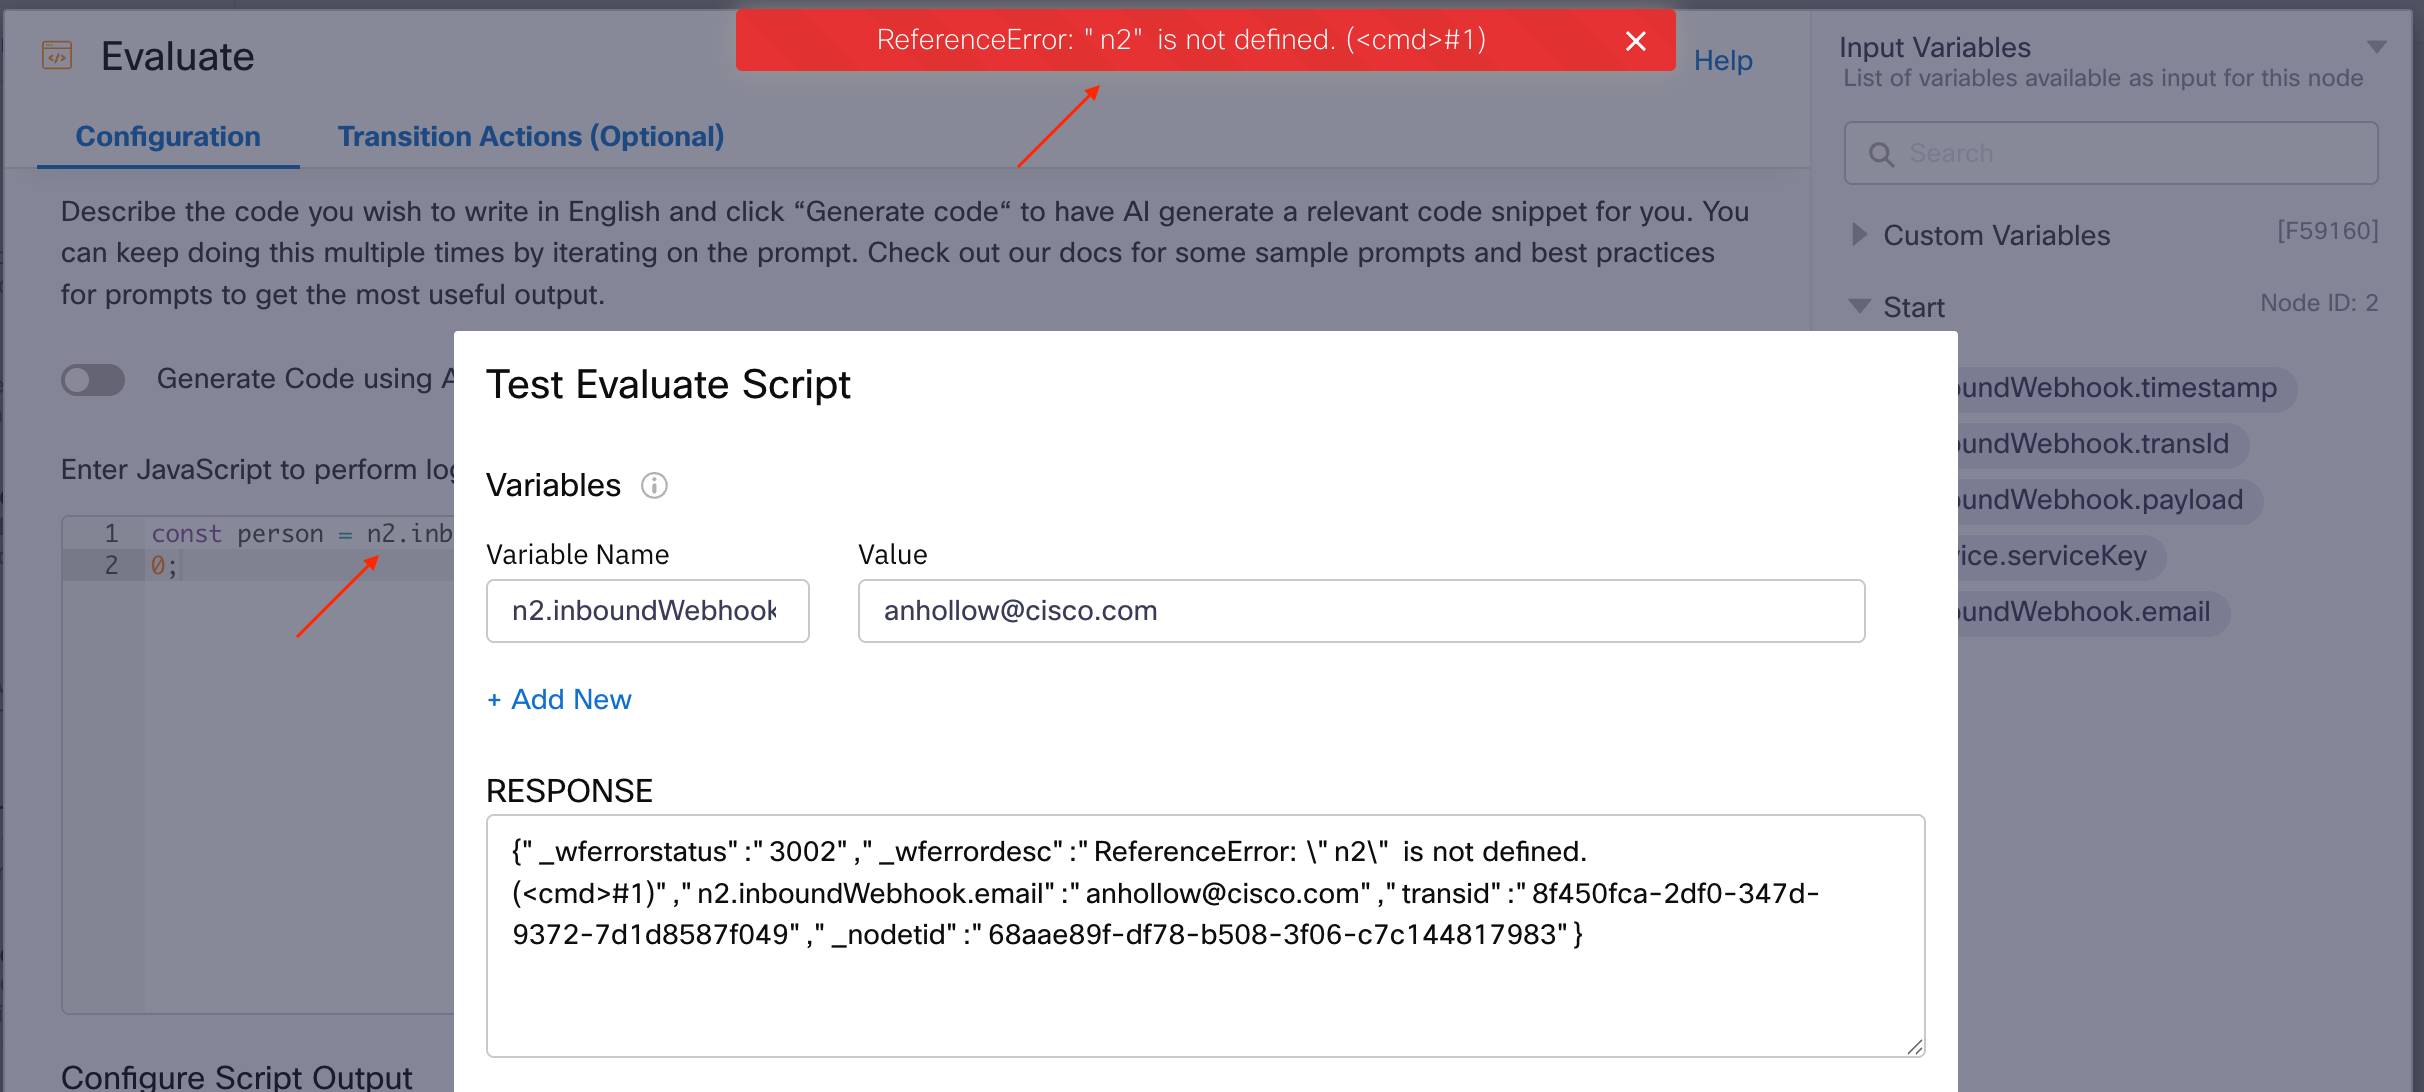 ReferenceError: "n2" is not defined. (<cmd>#1)
Evaluate
Help
Configuration
Transition Actions (Optional)
Describe the code you wish to write in English and click “Generate code“ to have AI generate a relevant code snippet for you. You
can keep doing this multiple times by iterating on the prompt. Check out our docs for some sample prompts and best practices
for prompts to get the most useful output.
Generate Code using A
Enter JavaScript to perform log
1 const person = n2.inb
2 0;
Configure Script Output
Input Variables
List of variables available as input for this node
Search
Custom Variables [F59160]
Start Node ID: 2
oundWebhook.timestamp
oundWebhook.transId
oundWebhook.payload
ice.serviceKey
oundWebhook.email
Test Evaluate Script
Variables
Variable Name Value
n2.inboundWebhook anhollow@cisco.com
+ Add New
RESPONSE
{"_wferrorstatus":"3002","_wferrordesc":"ReferenceError: \"n2\" is not defined.
(<cmd>#1)","n2.inboundWebhook.email":"anhollow@cisco.com","transid":"8f450fca-2df0-347d-
9372-7d1d8587f049","_nodetid":"68aae89f-df78-b508-3f06-c7c144817983"}